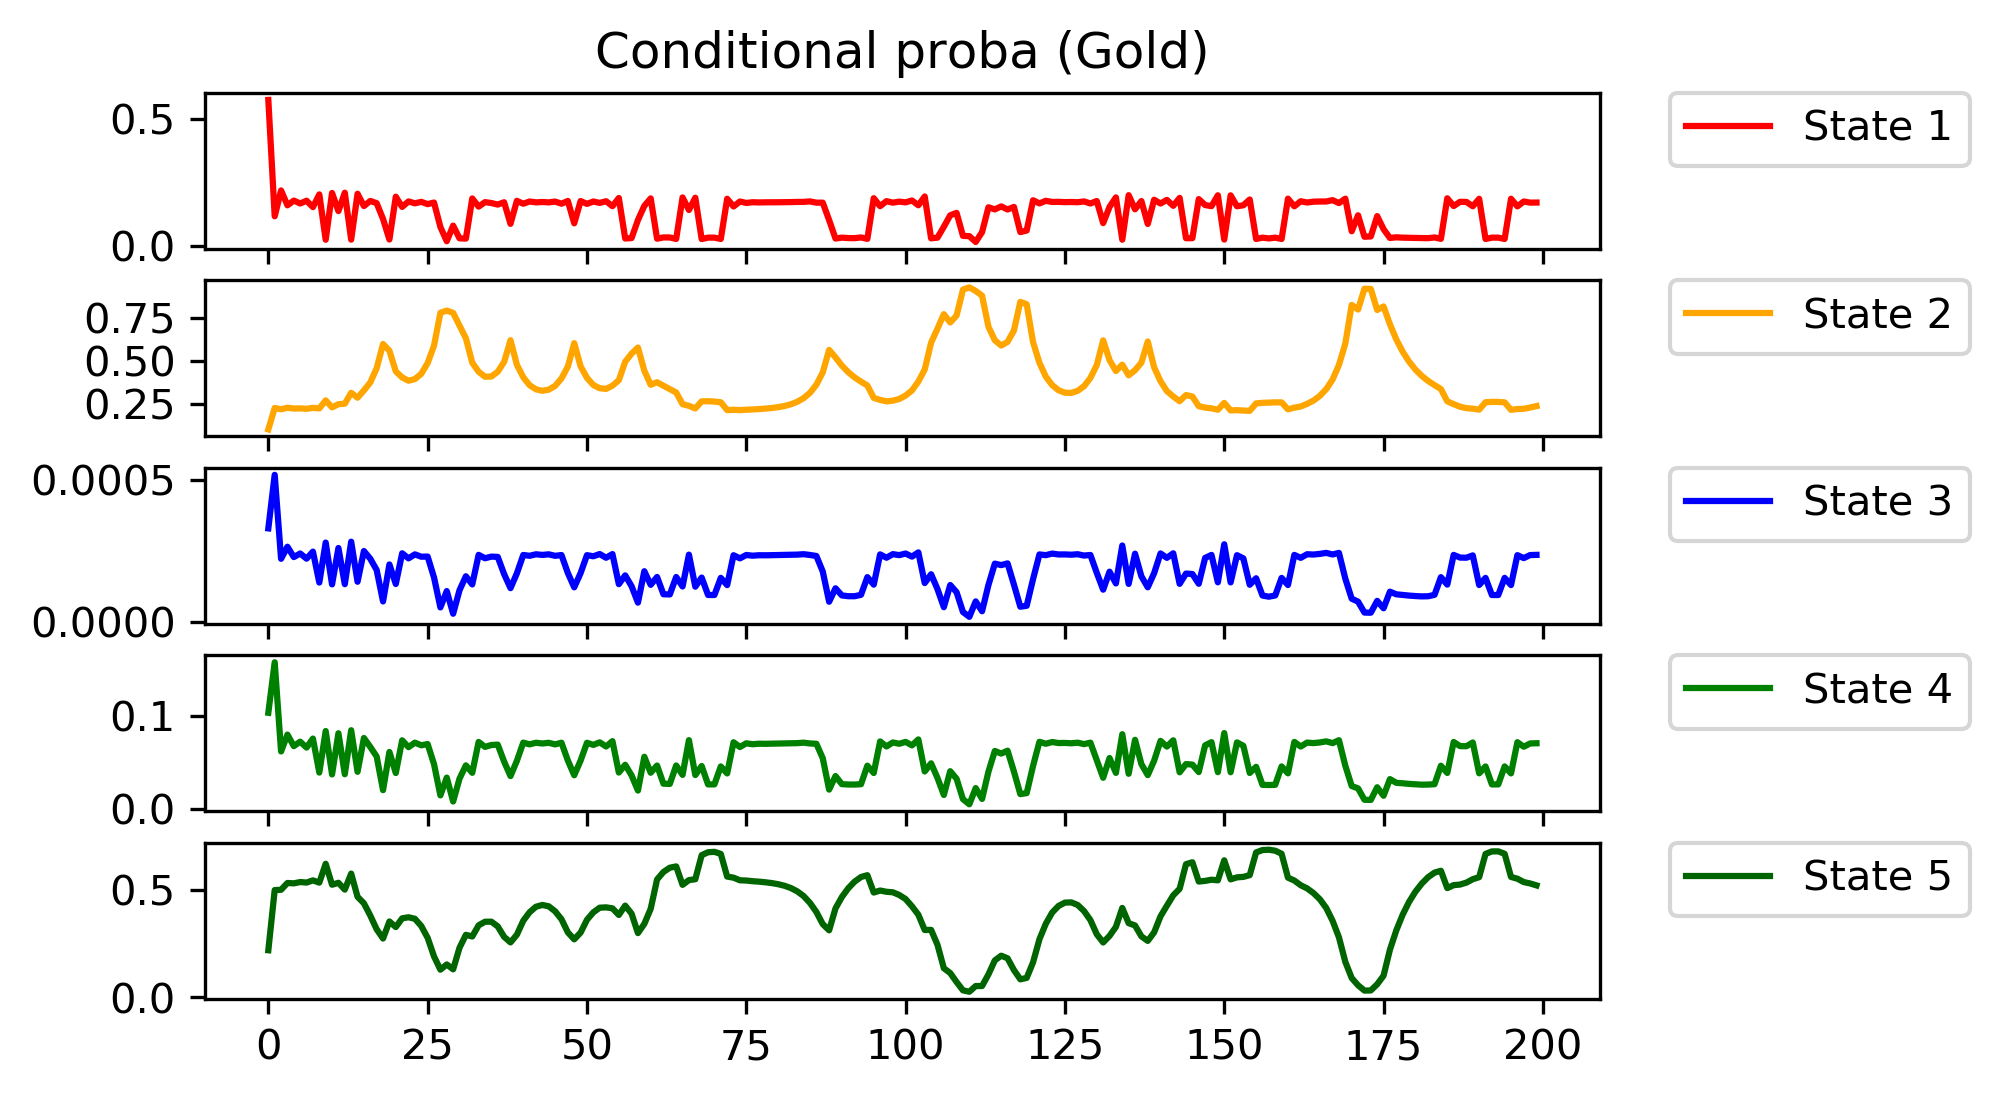 Conditional proba (Gold)
0.5
0.0
State 1
0.75
0.50
0.25
State 2
0.0005
0.0000
State 3
0.1
0.0
State 4
0.5
0.0
State 5
0 25 50 75 100 125 150 175 200